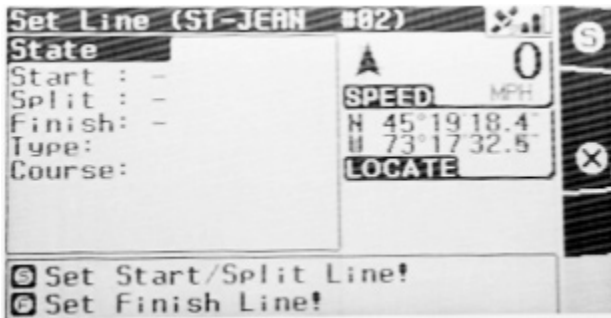 Set Line (ST-JEAN #02)
State
Start : -
Split : -
Finish: -
Type:
Course:
0
MPH
SPEED
N 45°19'18.4"
W 73°17'32.5"
LOCATE
S
X
S Set Start/Split Line!
F Set Finish Line!